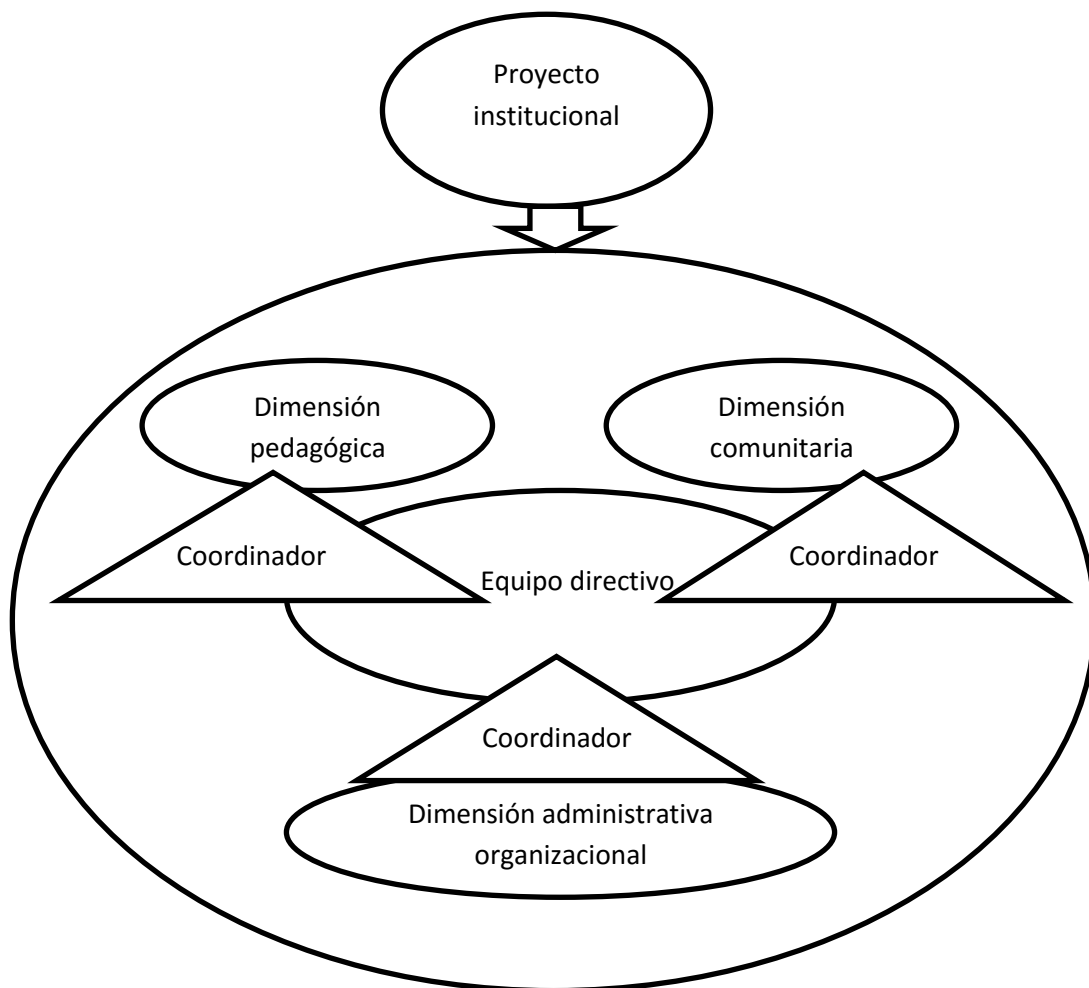 Proyecto
institucional
Dimensión
pedagógica
Dimensión
comunitaria
Coordinador
Coordinador
Equipo directivo
Coordinador
Dimensión administrativa
organizacional